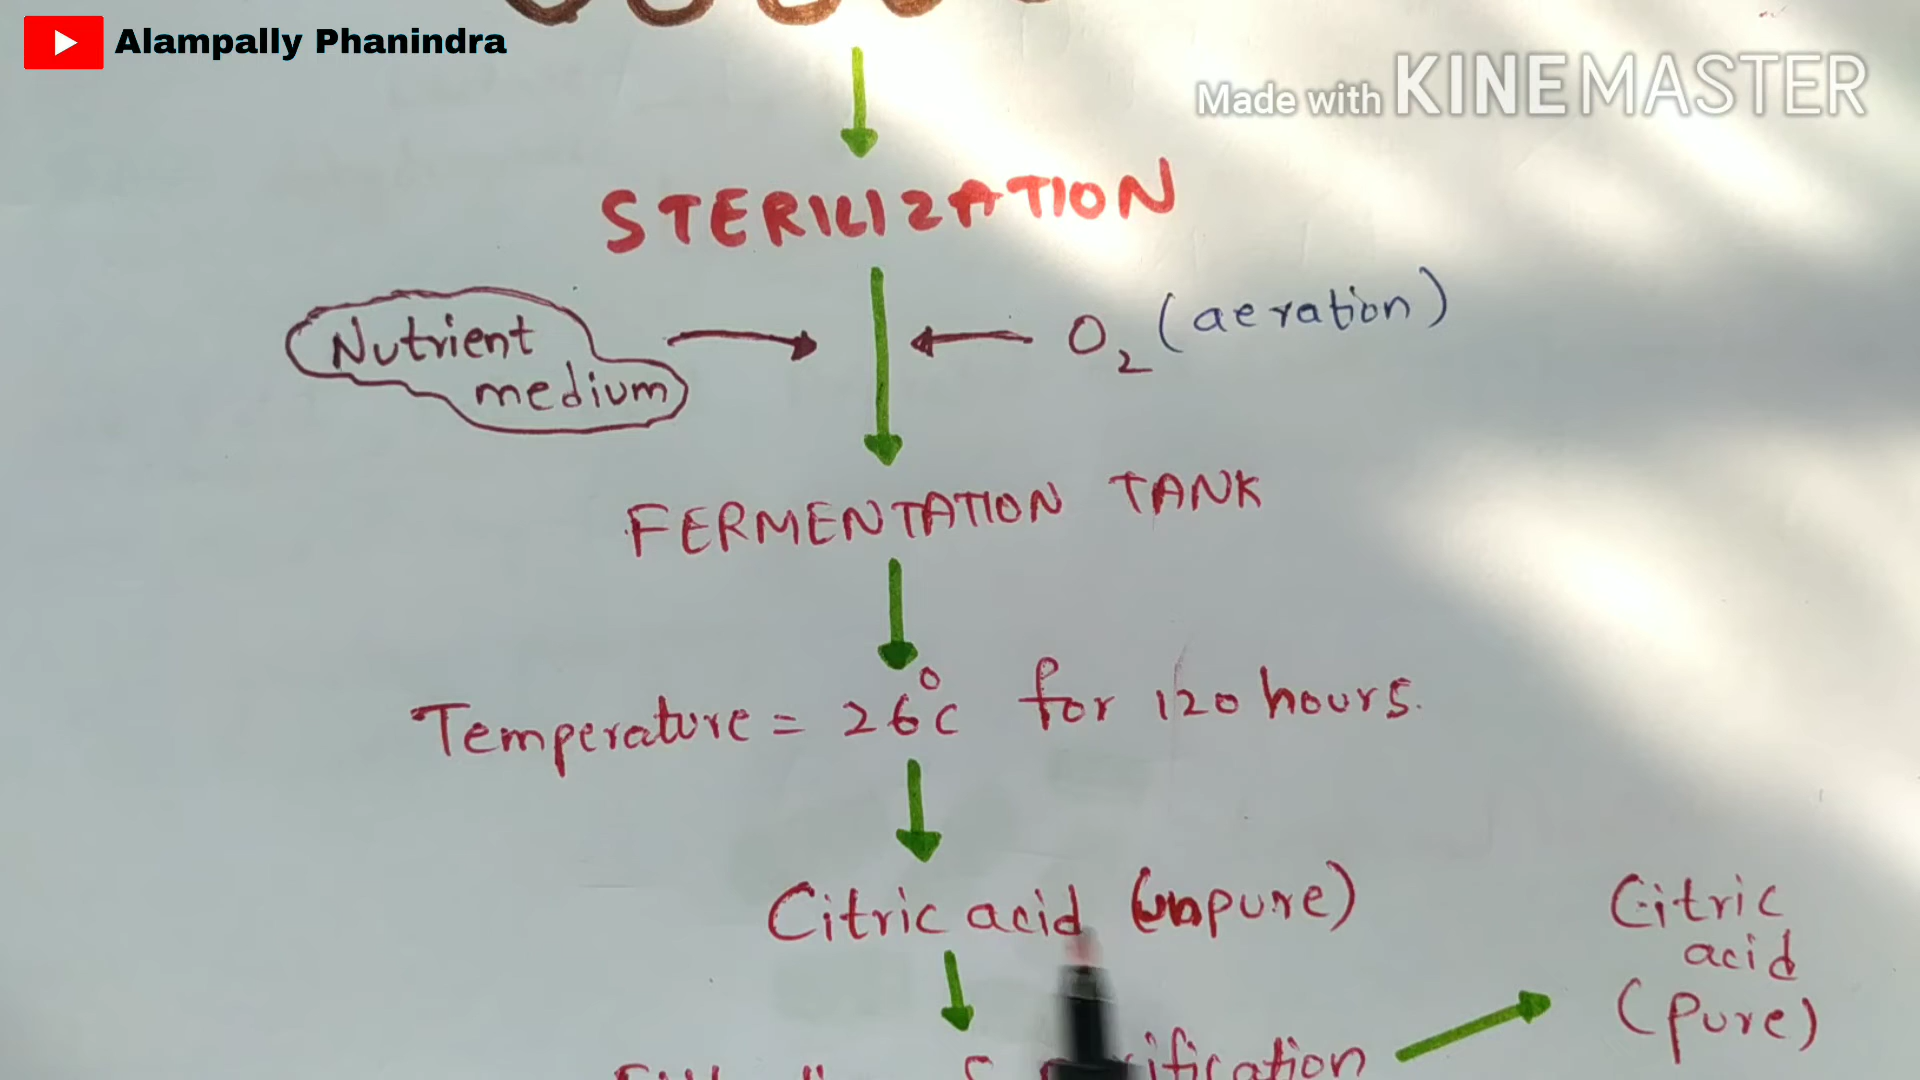 Alampally Phanindra
Made with KINEMASTER
STERILIZATION
Nutrient
medium
O₂ (aeration)
FERMENTATION TANK
Temperature = 26°C for 120 hours.
Citric acid (unpure)
Citric
acid
(pure)